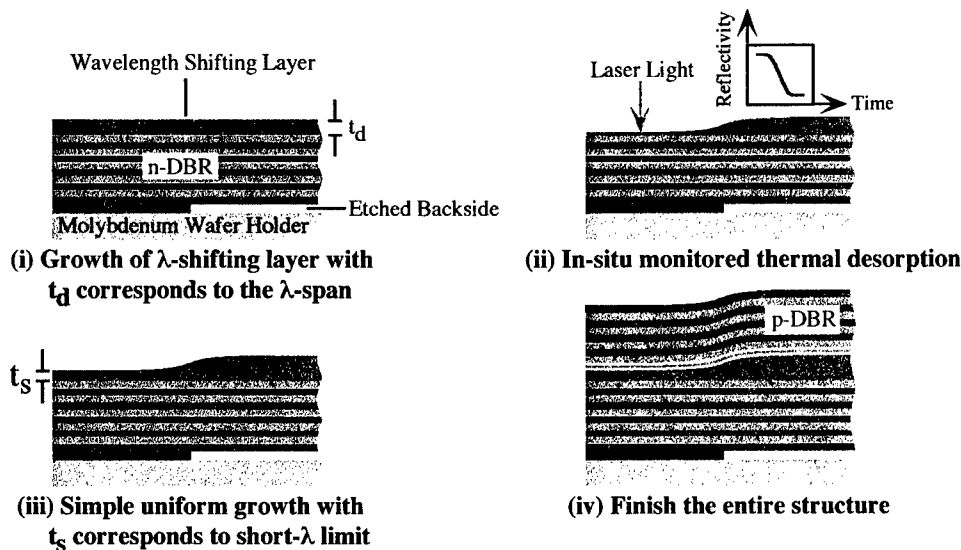 Wavelength Shifting Layer
t_d
n-DBR
Etched Backside
Molybdenum Wafer Holder
(i) Growth of λ-shifting layer with
t_d corresponds to the λ-span
Reflectivity
Laser Light
Time
(ii) In-situ monitored thermal desorption
t_s
(iii) Simple uniform growth with
t_s corresponds to short-λ limit
p-DBR
(iv) Finish the entire structure